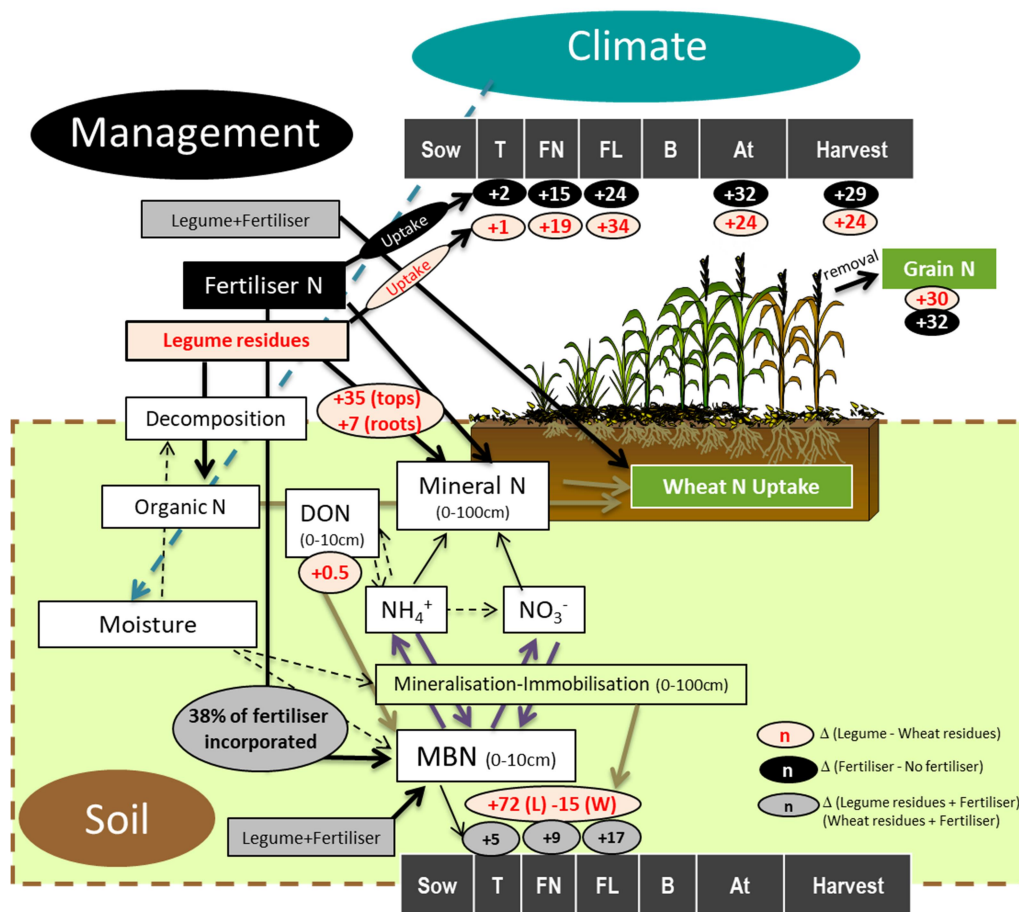 Climate
Management
Sow T FN FL B At Harvest
+2 +15 +24 +32 +29
+1 +19 +34 +24 +24
Legume+Fertiliser
Uptake
Uptake
Fertiliser N
Legume residues
removal
Grain N
+30
+32
+35 (tops)
+7 (roots)
Decomposition
Organic N
Mineral N
(0-100cm)
Wheat N Uptake
DON
(0-10cm)
+0.5
NH₄⁺
NO₃⁻
Moisture
Mineralisation-Immobilisation (0-100cm)
38% of fertiliser
incorporated
MBN (0-10cm)
+72 (L) -15 (W)
+5 +9 +17
Legume+Fertiliser
Soil
n Δ (Legume - Wheat residues)
n Δ (Fertiliser - No fertiliser)
n Δ (Legume residues + Fertiliser)
(Wheat residues + Fertiliser)
Sow T FN FL B At Harvest